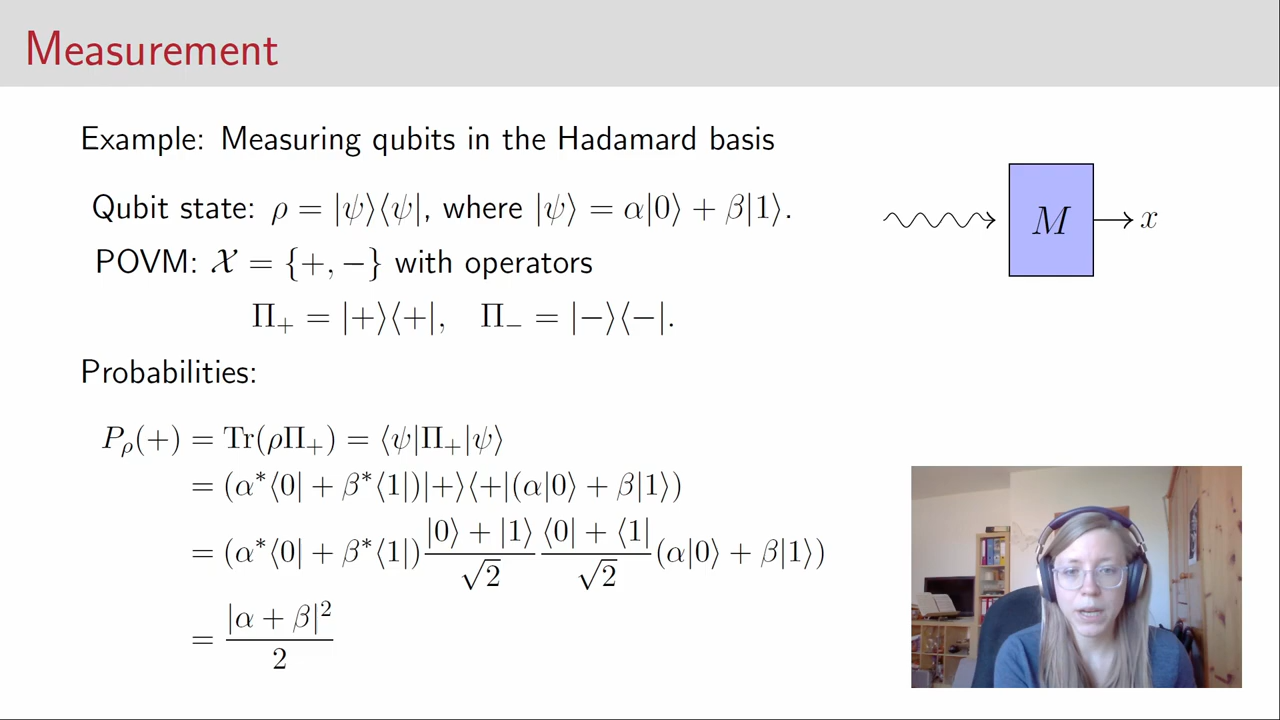 Measurement
Example: Measuring qubits in the Hadamard basis
Qubit state: ρ = |ψ⟩⟨ψ|, where |ψ⟩ = α|0⟩ + β|1⟩.
POVM: 𝒳 = {+, −} with operators
Π₊ = |+⟩⟨+|, Π₋ = |−⟩⟨−|.
M x
Probabilities:
P_ρ(+) = Tr(ρΠ₊) = ⟨ψ|Π₊|ψ⟩
= (α*⟨0| + β*⟨1|)|+⟩⟨+|(α|0⟩ + β|1⟩)
= (α*⟨0| + β*⟨1|) (|0⟩ + |1⟩)/√2 (⟨0| + ⟨1|)/√2 (α|0⟩ + β|1⟩)
= |α + β|²/2